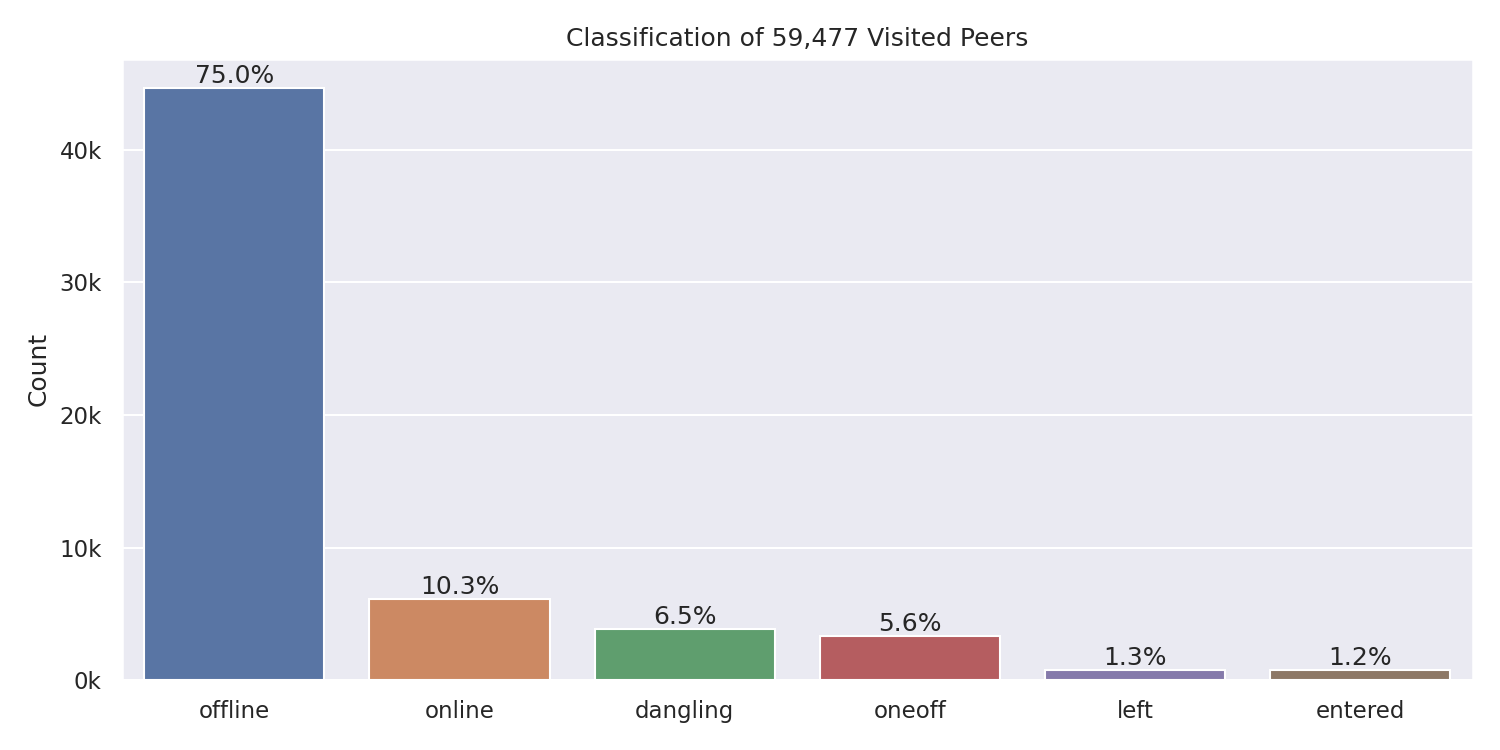 Classification of 59,477 Visited Peers
75.0%
40k
30k
Count
20k
10k
10.3%
6.5%
5.6%
1.3%
1.2%
0k
offline
online
dangling
oneoff
left
entered